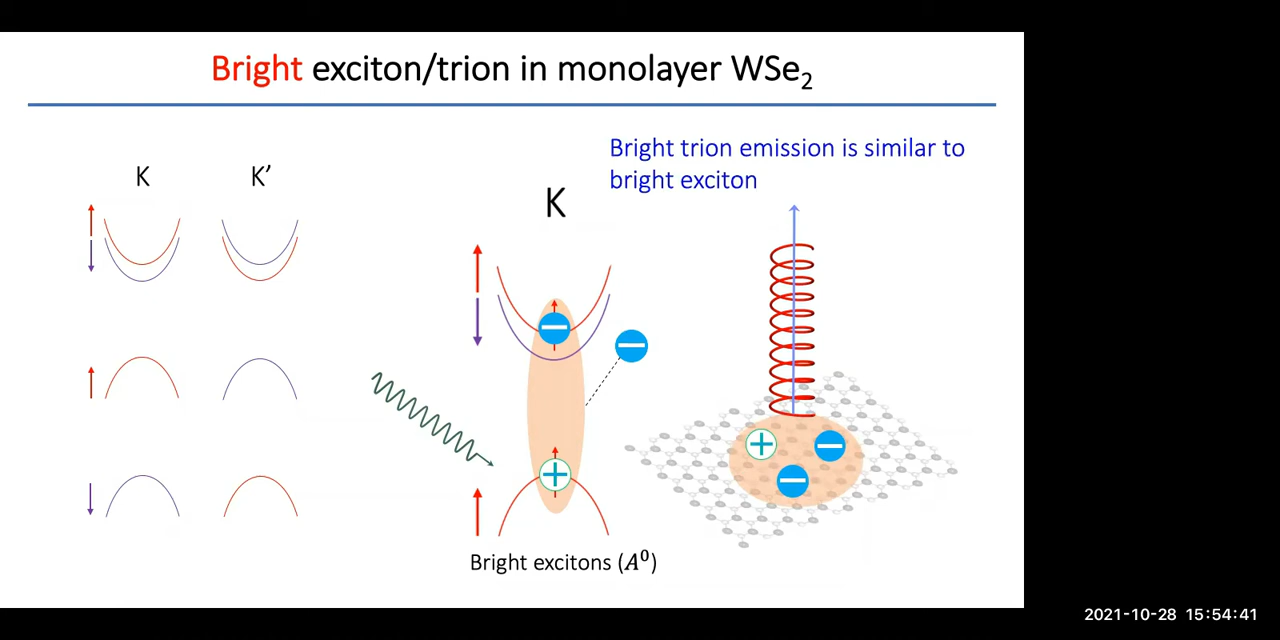 Bright exciton/trion in monolayer WSe₂
Bright trion emission is similar to
bright exciton
K
K’
K
Bright excitons (A⁰)
2021-10-28 15:54:41